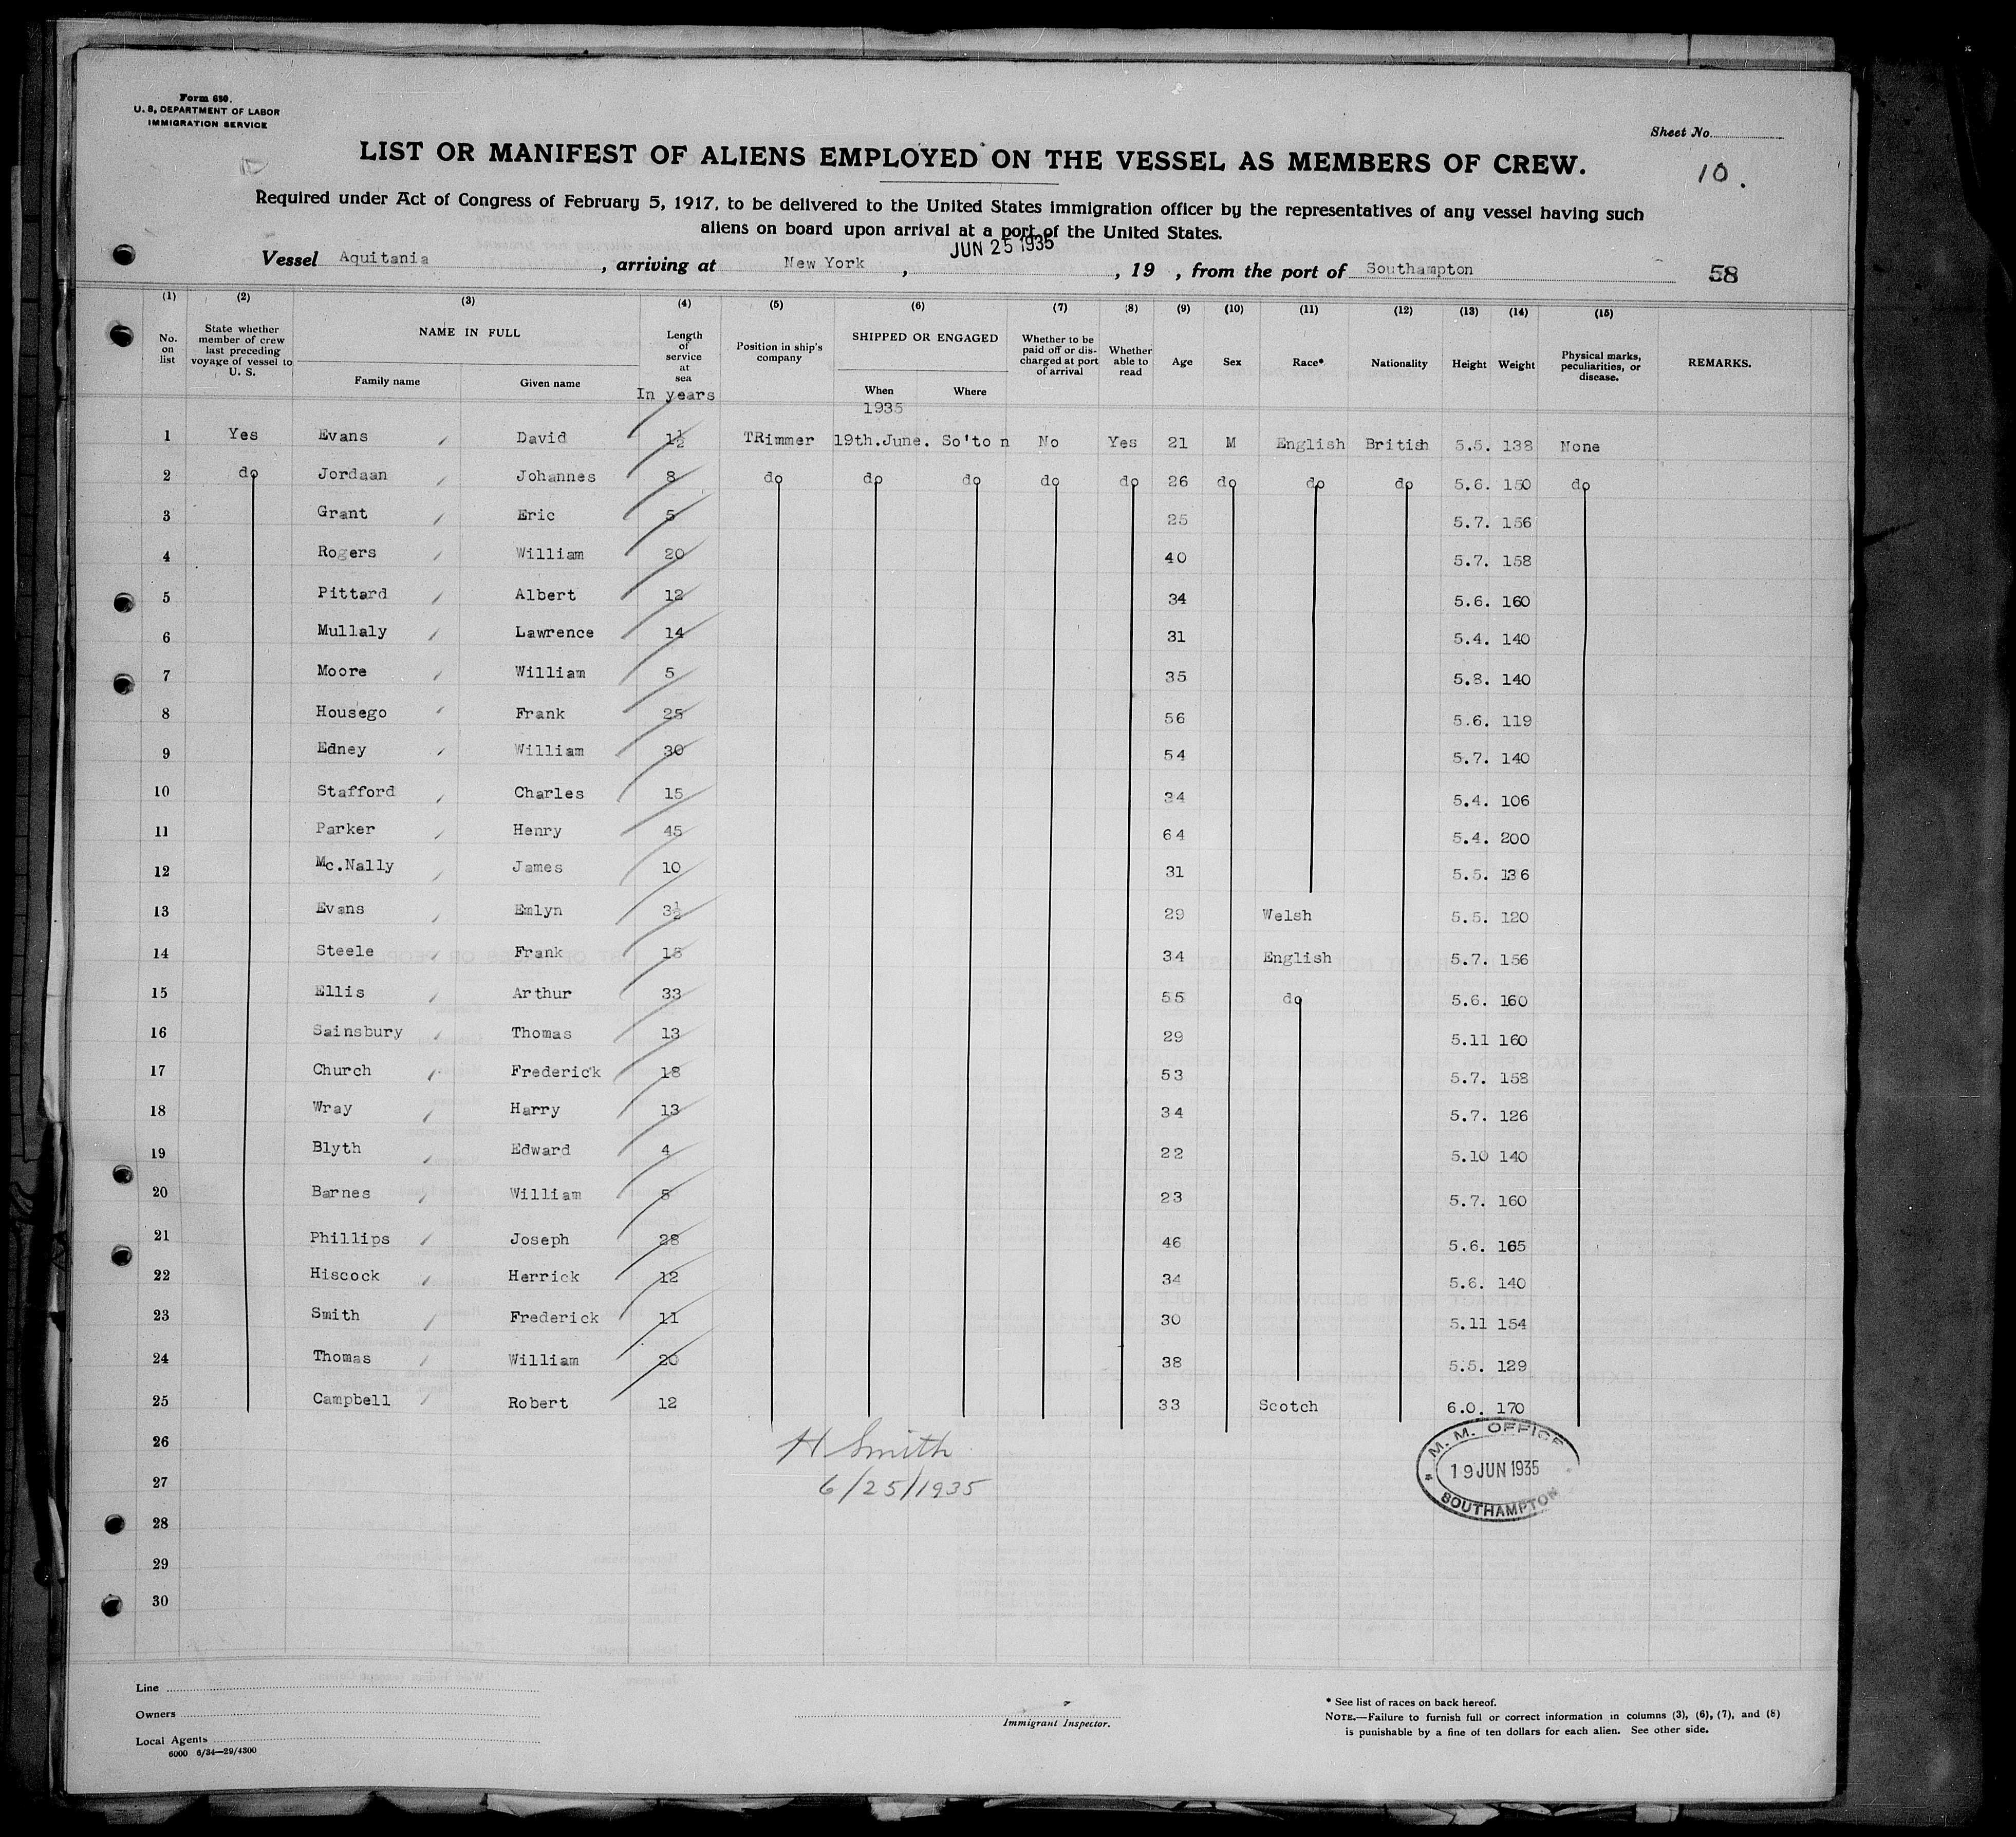 Form 680.
U. S. DEPARTMENT OF LABOR
IMMIGRATION SERVICE
Sheet No.
10.
LIST OR MANIFEST OF ALIENS EMPLOYED ON THE VESSEL AS MEMBERS OF CREW.
Required under Act of Congress of February 5, 1917, to be delivered to the United States immigration officer by the representatives of any vessel having such
aliens on board upon arrival at a port of the United States.
JUN 25 1935
Vessel Aquitania, arriving at New York, , 19 , from the port of Southampton 58
(1) (2) (3) (4) (5) (6) (7) (8) (9) (10) (11) (12) (13) (14) (15)
No. on list State whether member of crew last preceding voyage of vessel to U. S. NAME IN FULL Family name Given name Length of service at sea Position in ship's company SHIPPED OR ENGAGED When Where Whether to be paid off or discharged at port of arrival Whether able to read Age Sex Race* Nationality Height Weight Physical marks, peculiarities, or disease. REMARKS.
In years 1935
1 Yes Evans David 1½ TRimmer 19th.June. So'to n No Yes 21 M English British 5.5. 138 None
2 do Jordaan Johannes 8 do do do do do 26 do do do 5.6. 150 do
3 Grant Eric 5 25 5.7. 156
4 Rogers William 20 40 5.7. 158
5 Pittard Albert 12 34 5.6. 160
6 Mullaly Lawrence 14 31 5.4. 140
7 Moore William 5 35 5.8. 140
8 Housego Frank 25 56 5.6. 119
9 Edney William 30 54 5.7. 140
10 Stafford Charles 15 34 5.4. 106
11 Parker Henry 45 64 5.4. 200
12 Mc.Nally James 10 31 5.5. 136
13 Evans Emlyn 3½ 29 Welsh 5.5. 120
14 Steele Frank 15 34 English 5.7. 156
15 Ellis Arthur 33 55 do 5.6. 160
16 Sainsbury Thomas 13 29 5.11 160
17 Church Frederick 18 53 5.7. 158
18 Wray Harry 13 34 5.7. 126
19 Blyth Edward 4 22 5.10 140
20 Barnes William 5 23 5.7. 160
21 Phillips Joseph 28 46 5.6. 165
22 Hiscock Herrick 12 34 5.6. 140
23 Smith Frederick 11 30 5.11 154
24 Thomas William 20 38 5.5. 129
25 Campbell Robert 12 33 Scotch 6.0. 170
26
27
28
29
30
H Smith
6/25/1935
M. M. OFFICE
19 JUN 1935
SOUTHAMPTON
Line
Owners
Local Agents
6000 6/34—29/4300
Immigrant Inspector.
* See list of races on back hereof.
NOTE.—Failure to furnish full or correct information in columns (3), (6), (7), and (8)
is punishable by a fine of ten dollars for each alien. See other side.